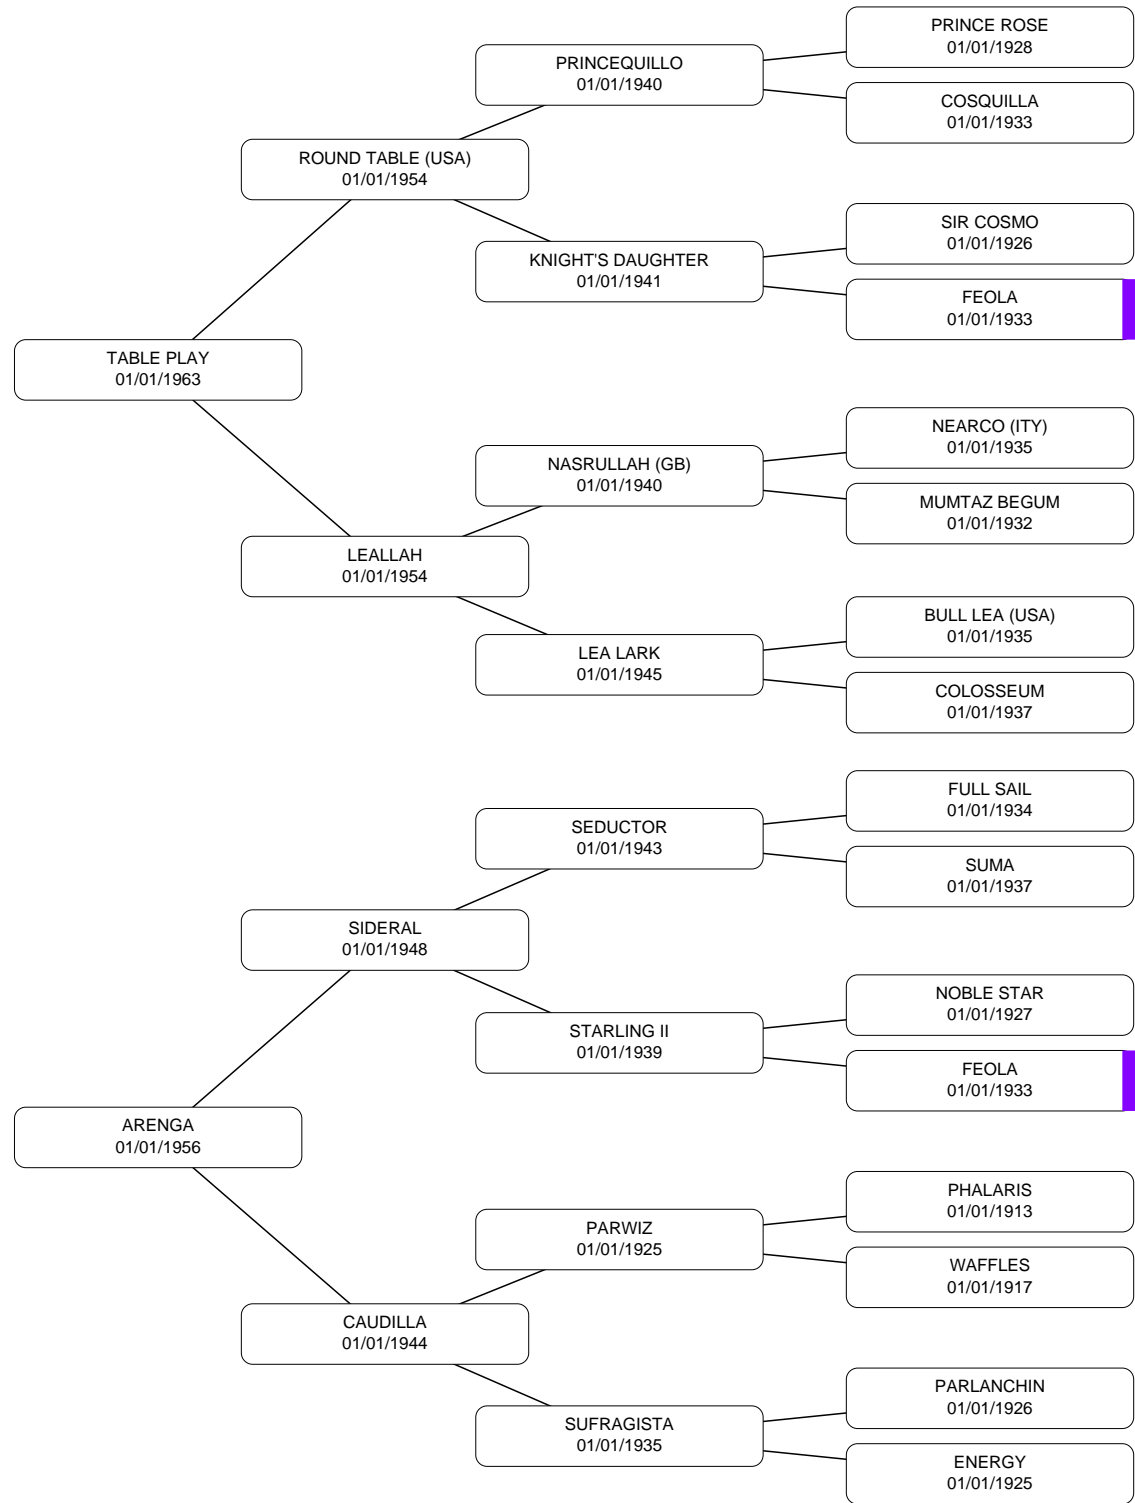 PRINCE ROSE
01/01/1928
PRINCEQUILLO
01/01/1940
COSQUILLA
01/01/1933
ROUND TABLE (USA)
01/01/1954
SIR COSMO
01/01/1926
KNIGHT'S DAUGHTER
01/01/1941
FEOLA
01/01/1933
TABLE PLAY
01/01/1963
NEARCO (ITY)
01/01/1935
NASRULLAH (GB)
01/01/1940
MUMTAZ BEGUM
01/01/1932
LEALLAH
01/01/1954
BULL LEA (USA)
01/01/1935
LEA LARK
01/01/1945
COLOSSEUM
01/01/1937
FULL SAIL
01/01/1934
SEDUCTOR
01/01/1943
SUMA
01/01/1937
SIDERAL
01/01/1948
NOBLE STAR
01/01/1927
STARLING II
01/01/1939
FEOLA
01/01/1933
ARENGA
01/01/1956
PHALARIS
01/01/1913
PARWIZ
01/01/1925
WAFFLES
01/01/1917
CAUDILLA
01/01/1944
PARLANCHIN
01/01/1926
SUFRAGISTA
01/01/1935
ENERGY
01/01/1925